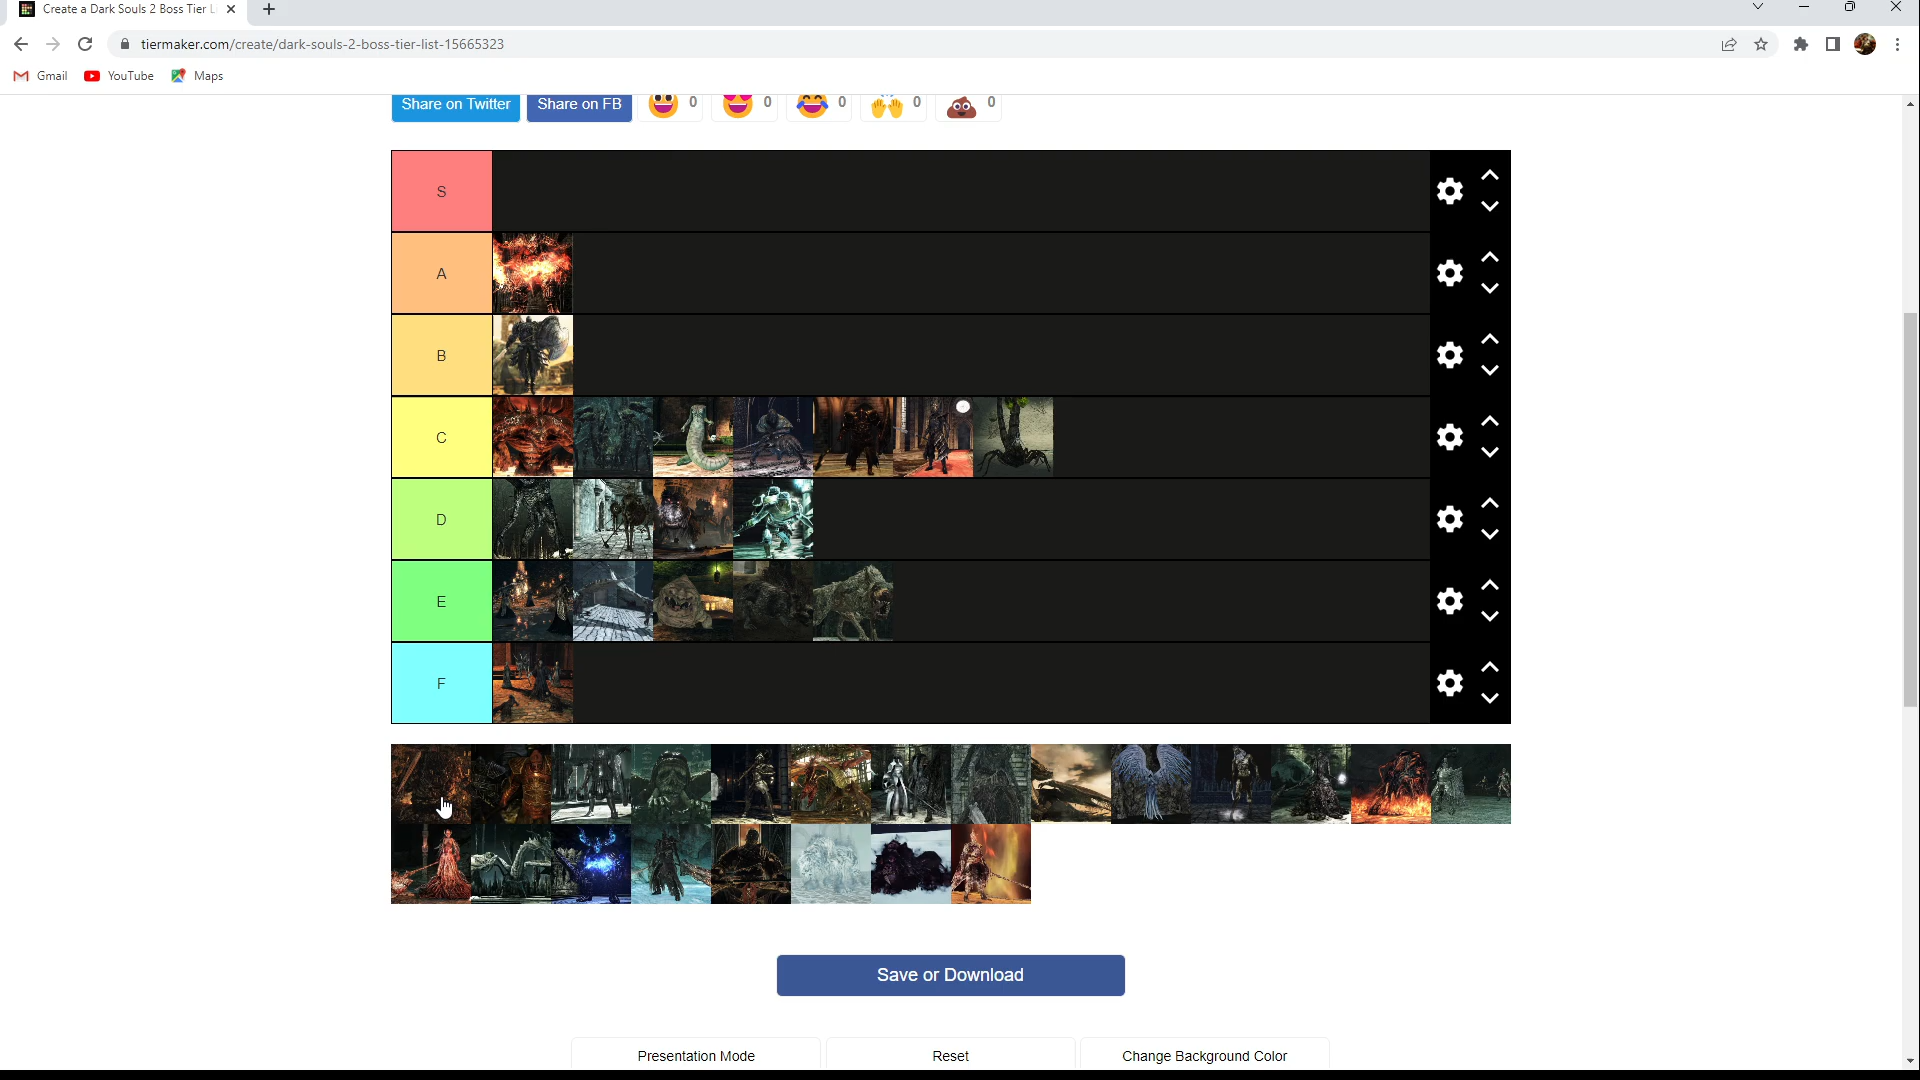 Create a Dark Souls 2 Boss Tier L
tiermaker.com/create/dark-souls-2-boss-tier-list-15665323
Gmail YouTube Maps
Share on Twitter Share on FB 0 0 0 0 0
S
A
B
C
D
E
F
Save or Download
Presentation Mode Reset Change Background Color